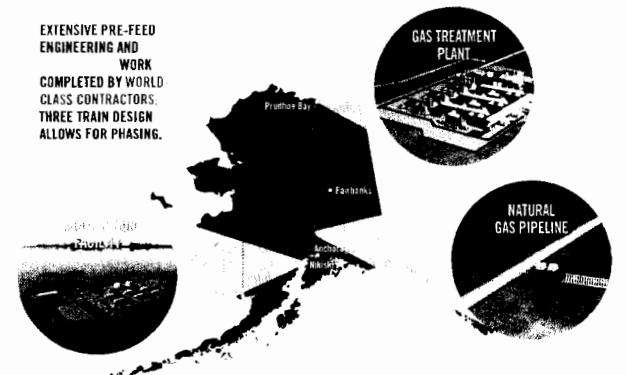 EXTENSIVE PRE-FEED
ENGINEERING AND
WORK
COMPLETED BY WORLD
CLASS CONTRACTORS;
THREE TRAIN DESIGN
ALLOWS FOR PHASING.
GAS TREATMENT
PLANT
Prudhoe Bay
Fairbanks
NATURAL
GAS PIPELINE
Nikiski